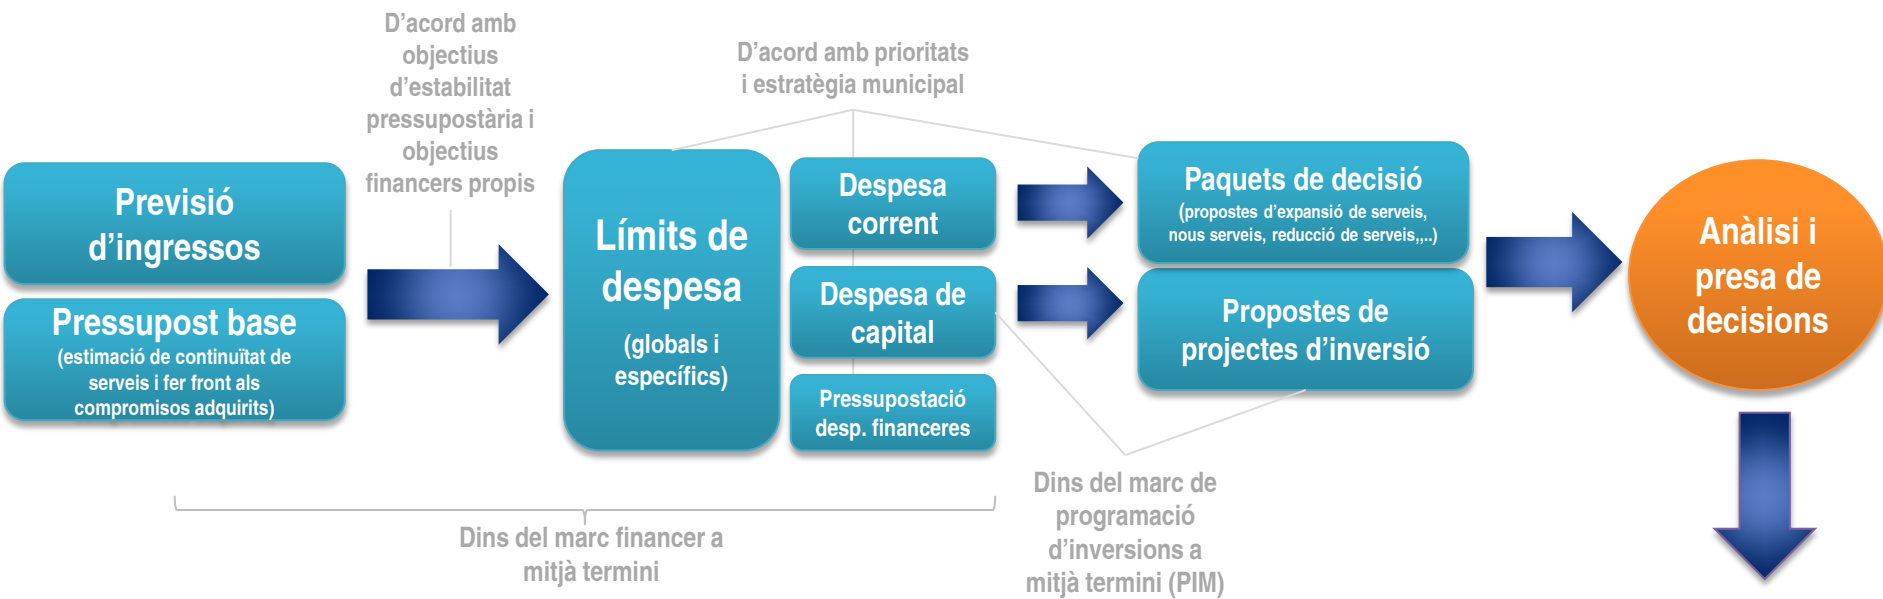 D’acord amb
objectius
d’estabilitat
pressupostària i
objectius
financers propis
D’acord amb prioritats
i estratègia municipal
Previsió
d’ingressos
Pressupost base
(estimació de continuïtat de
serveis i fer front als
compromisos adquirits)
Límits de
despesa
(globals i
específics)
Despesa
corrent
Despesa de
capital
Pressupostació
desp. financeres
Paquets de decisió
(propostes d’expansió de serveis,
nous serveis, reducció de serveis,,..)
Propostes de
projectes d’inversió
Anàlisi i
presa de
decisions
Dins del marc financer a
mitjà termini
Dins del marc de
programació
d’inversions a
mitjà termini (PIM)